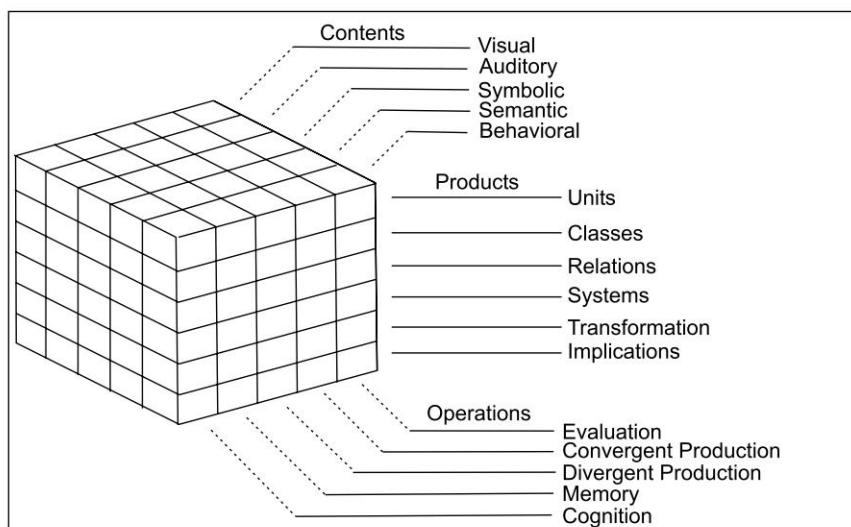 Contents
Visual
Auditory
Symbolic
Semantic
Behavioral
Products
Units
Classes
Relations
Systems
Transformation
Implications
Operations
Evaluation
Convergent Production
Divergent Production
Memory
Cognition